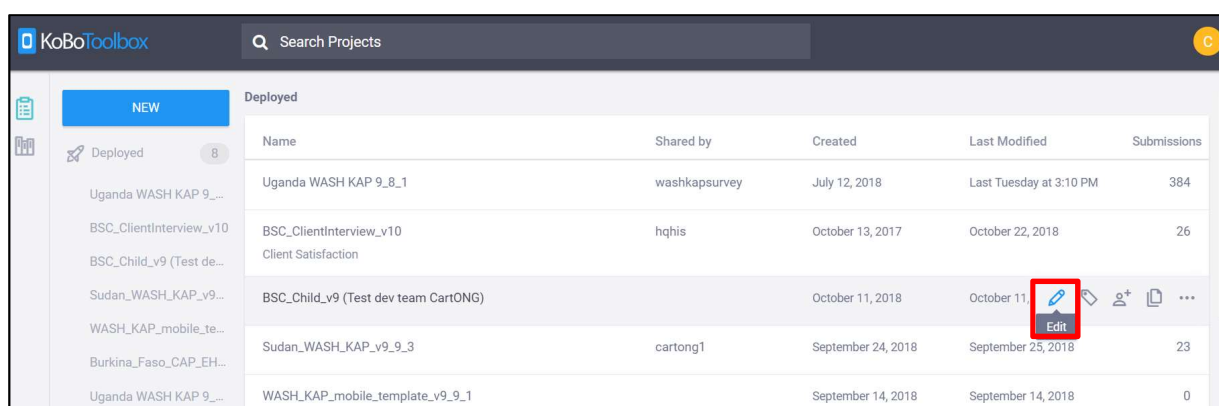 KoBoToolbox
Search Projects
C
NEW
Deployed 8
Uganda WASH KAP 9_...
BSC_ClientInterview_v10
BSC_Child_v9 (Test de...
Sudan_WASH_KAP_v9...
WASH_KAP_mobile_te...
Burkina_Faso_CAP_EH...
Uganda WASH KAP 9_...
Deployed
Name Shared by Created Last Modified Submissions
Uganda WASH KAP 9_8_1 washkapsurvey July 12, 2018 Last Tuesday at 3:10 PM 384
BSC_ClientInterview_v10 hqhis October 13, 2017 October 22, 2018 26
Client Satisfaction
BSC_Child_v9 (Test dev team CartONG) October 11, 2018 October 11,
Edit
Sudan_WASH_KAP_v9_9_3 cartong1 September 24, 2018 September 25, 2018 23
WASH_KAP_mobile_template_v9_9_1 September 14, 2018 September 14, 2018 0